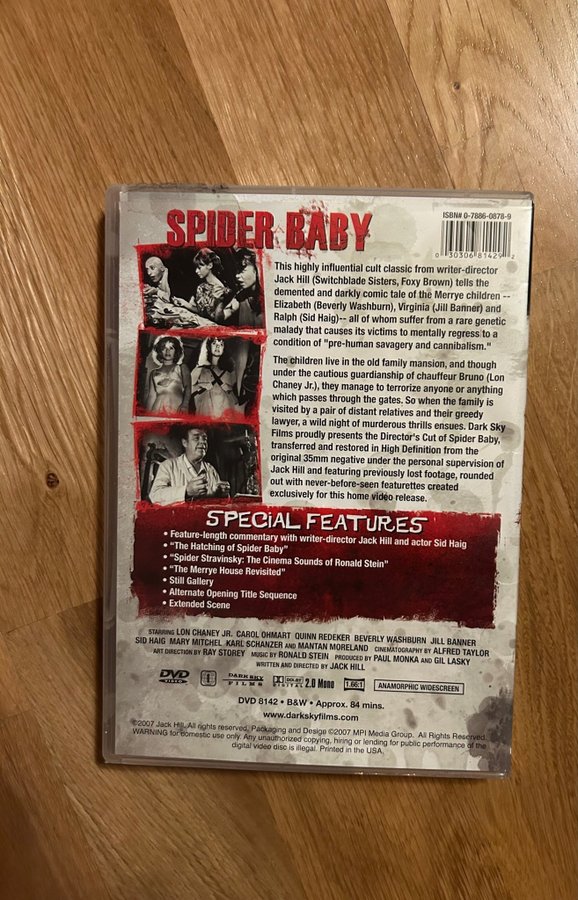 SPIDER BABY
ISBN# 0-7886-0878-9
0 30306 81429 2
This highly influential cult classic from writer-director
Jack Hill (Switchblade Sisters, Foxy Brown) tells the
demented and darkly comic tale of the Merrye children --
Elizabeth (Beverly Washburn), Virginia (Jill Banner) and
Ralph (Sid Haig)-- all of whom suffer from a rare genetic
malady that causes its victims to mentally regress to a
condition of "pre-human savagery and cannibalism."
The children live in the old family mansion, and though
under the cautious guardianship of chauffeur Bruno (Lon
Chaney Jr.), they manage to terrorize anyone or anything
which passes through the gates. So when the family is
visited by a pair of distant relatives and their greedy
lawyer, a wild night of murderous thrills ensues. Dark Sky
Films proudly presents the Director's Cut of Spider Baby,
transferred and restored in High Definition from the
original 35mm negative under the personal supervision of
Jack Hill and featuring previously lost footage, rounded
out with never-before-seen featurettes created
exclusively for this home video release.
SPECIAL FEATURES
• Feature-length commentary with writer-director Jack Hill and actor Sid Haig
• "The Hatching of Spider Baby"
• "Spider Stravinsky: The Cinema Sounds of Ronald Stein"
• "The Merrye House Revisited"
• Still Gallery
• Alternate Opening Title Sequence
• Extended Scene
STARRING LON CHANEY JR. CAROL OHMART QUINN REDEKER BEVERLY WASHBURN JILL BANNER
SID HAIG MARY MITCHEL KARL SCHANZER and MANTAN MORELAND CINEMATOGRAPHY BY ALFRED TAYLOR
ART DIRECTION BY RAY STOREY MUSIC BY RONALD STEIN PRODUCED BY PAUL MONKA and GIL LASKY
WRITTEN AND DIRECTED BY JACK HILL
DVD VIDEO DARK SKY FILMS DOLBY DIGITAL 2.0 Mono 1.66:1 ANAMORPHIC WIDESCREEN
DVD 8142 • B&W • Approx. 84 mins.
www.darkskyfilms.com
©2007 Jack Hill. All rights reserved. Packaging and Design ©2007 MPI Media Group. All Rights Reserved.
WARNING for domestic use only. Any unauthorized copying, hiring or lending for public performance of the
digital video disc is illegal. Printed in the USA.